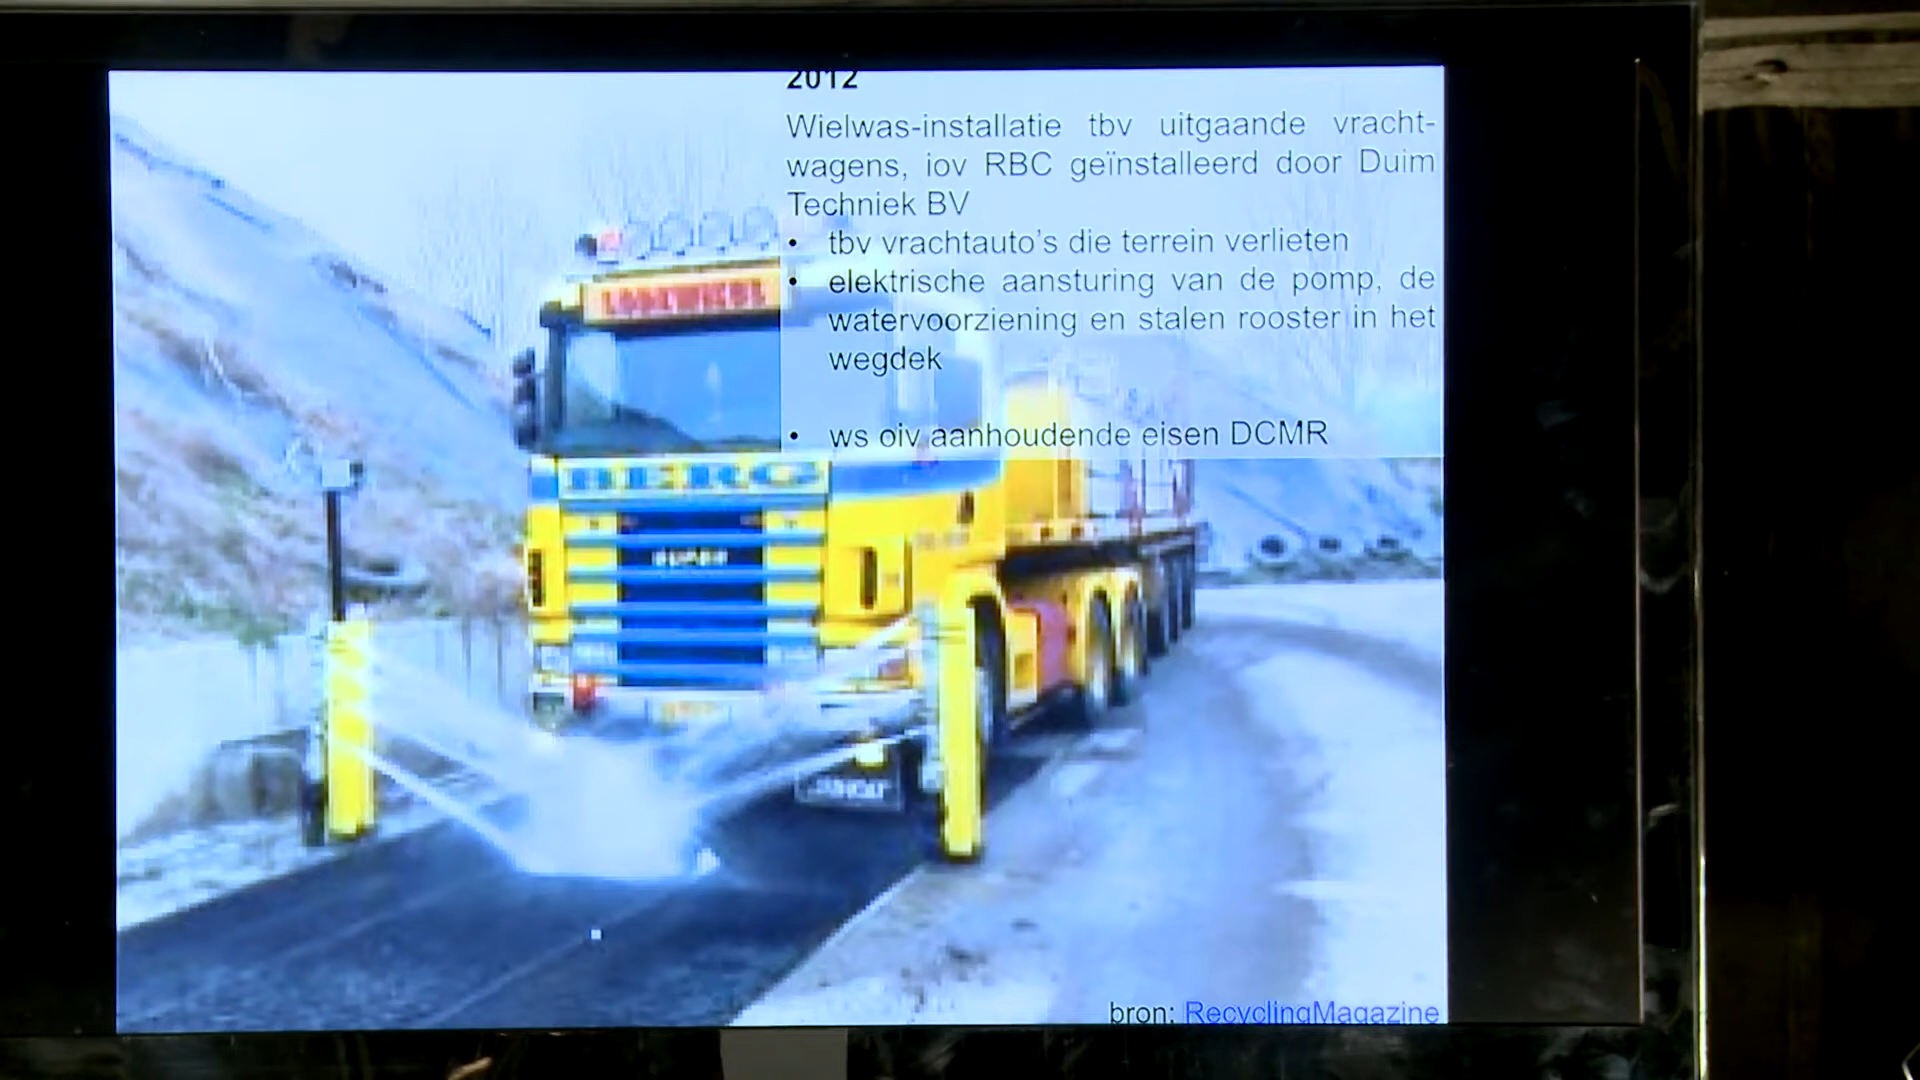 2012
Wielwas-installatie tbv uitgaande vracht-
wagens, iov RBC geïnstalleerd door Duim
Techniek BV
• tbv vrachtauto's die terrein verlieten
• elektrische aansturing van de pomp, de
watervoorziening en stalen rooster in het
wegdek
• ws oiv aanhoudende eisen DCMR
BERG
bron: RecyclingMagazine